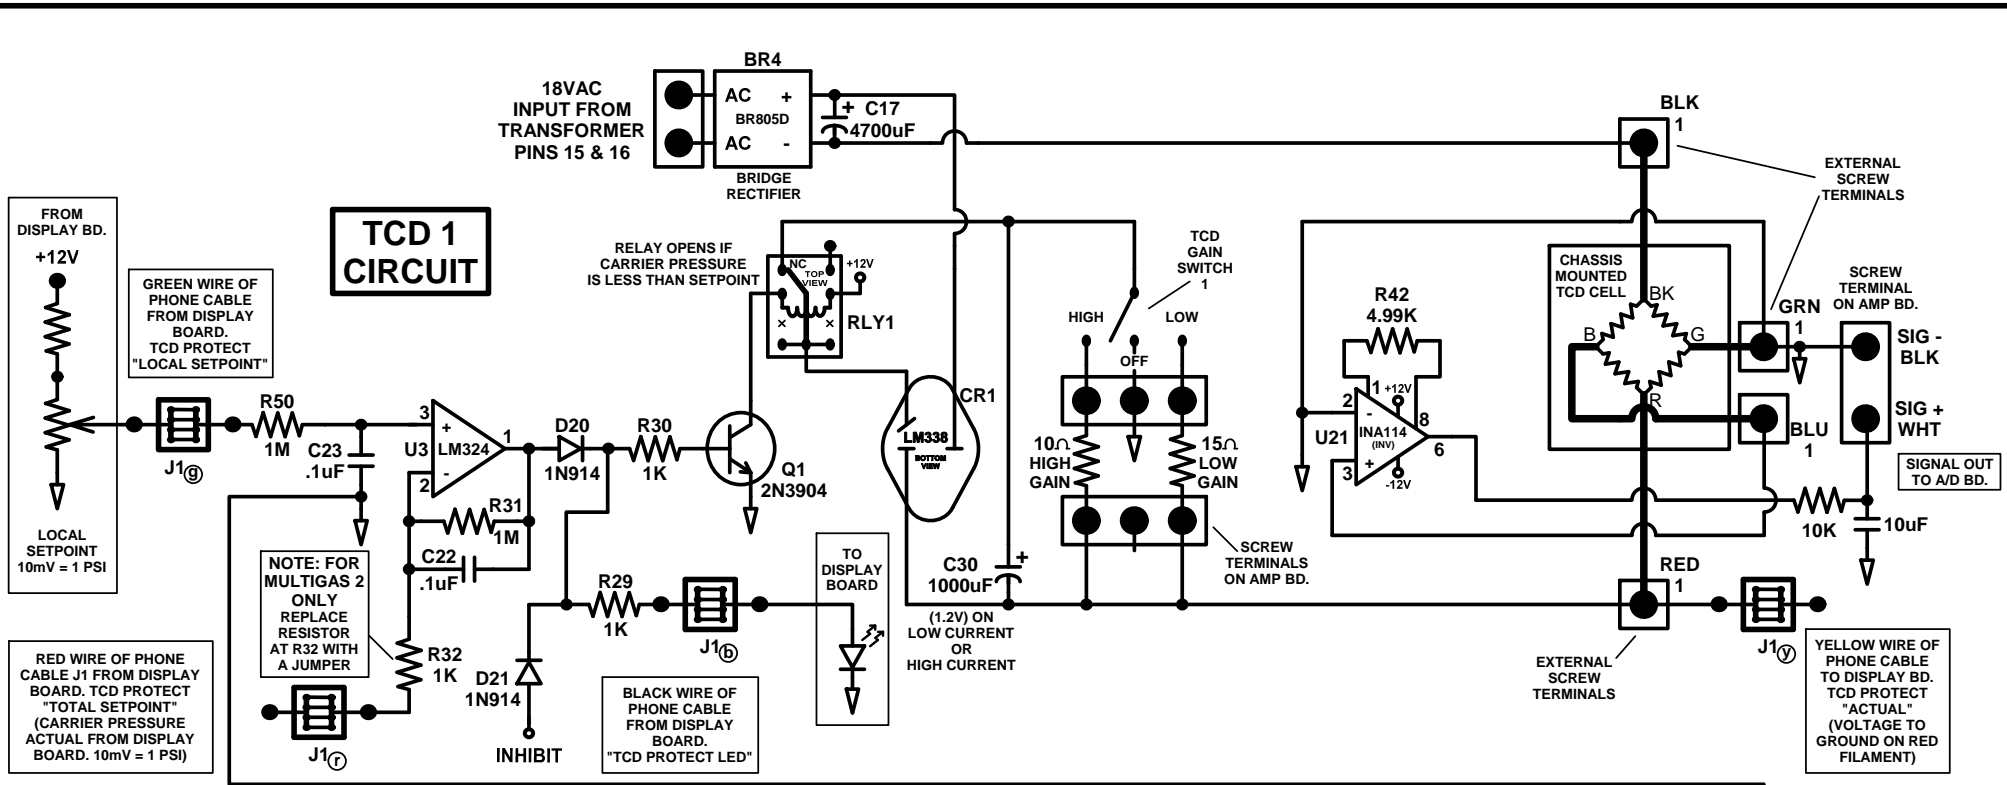 BR4
18VAC
INPUT FROM
TRANSFORMER
PINS 15 & 16
AC +
BR805D
AC -
BRIDGE
RECTIFIER
+ C17
4700uF
BLK
1
EXTERNAL
SCREW
TERMINALS
FROM
DISPLAY BD.
+12V
LOCAL
SETPOINT
10mV = 1 PSI
TCD 1
CIRCUIT
GREEN WIRE OF
PHONE CABLE
FROM DISPLAY
BOARD.
TCD PROTECT
"LOCAL SETPOINT"
J1 g
R50
1M
C23
.1uF
3
+
U3
LM324
1
-
2
R31
1M
C22
.1uF
D20
1N914
R30
1K
Q1
2N3904
RELAY OPENS IF
CARRIER PRESSURE
IS LESS THAN SETPOINT
NC
TOP
VIEW
+12V
x
x
RLY1
CR1
LM338
BOTTOM
VIEW
TCD
GAIN
SWITCH
1
HIGH
LOW
OFF
10Ω
HIGH
GAIN
15Ω
LOW
GAIN
SCREW
TERMINALS
ON AMP BD.
C30
1000uF
+
(1.2V) ON
LOW CURRENT
OR
HIGH CURRENT
R42
4.99K
1
+12V
8
2
-
U21
INA114
(INV)
+
3
6
-12V
CHASSIS
MOUNTED
TCD CELL
BK
B
G
R
GRN
1
BLU
1
SCREW
TERMINAL
ON AMP BD.
SIG -
BLK
SIG +
WHT
SIGNAL OUT
TO A/D BD.
10K
10uF
RED
1
EXTERNAL
SCREW
TERMINALS
J1 y
YELLOW WIRE OF
PHONE CABLE
TO DISPLAY BD.
TCD PROTECT
"ACTUAL"
(VOLTAGE TO
GROUND ON RED
FILAMENT)
NOTE: FOR
MULTIGAS 2
ONLY
REPLACE
RESISTOR
AT R32 WITH
A JUMPER
R32
1K
RED WIRE OF PHONE
CABLE J1 FROM DISPLAY
BOARD. TCD PROTECT
"TOTAL SETPOINT"
(CARRIER PRESSURE
ACTUAL FROM DISPLAY
BOARD. 10mV = 1 PSI)
J1 r
D21
1N914
INHIBIT
R29
1K
J1 b
BLACK WIRE OF
PHONE CABLE
FROM DISPLAY
BOARD.
"TCD PROTECT LED"
TO
DISPLAY
BOARD